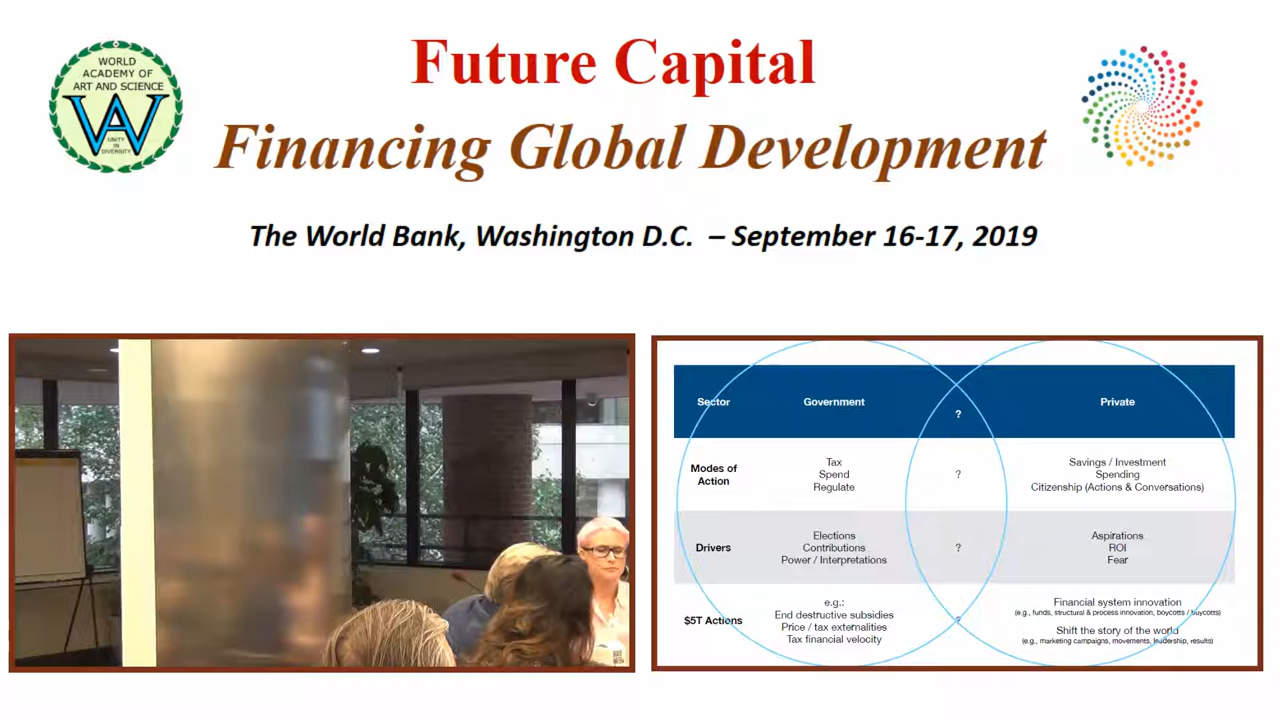 WORLD
ACADEMY OF
ART AND SCIENCE
UNITY
IN
DIVERSITY
Future Capital
Financing Global Development
The World Bank, Washington D.C. – September 16-17, 2019
Sector
Government
?
Private
Modes of
Action
Tax
Spend
Regulate
?
Savings / Investment
Spending
Citizenship (Actions & Conversations)
Drivers
Elections
Contributions
Power / Interpretations
?
Aspirations
ROI
Fear
$5T Actions
e.g.:
End destructive subsidies
Price / tax externalities
Tax financial velocity
?
Financial system innovation
(e.g., funds, structural & process innovation, boycotts / buycotts)
Shift the story of the world
(e.g., marketing campaigns, movements, leadership, results)